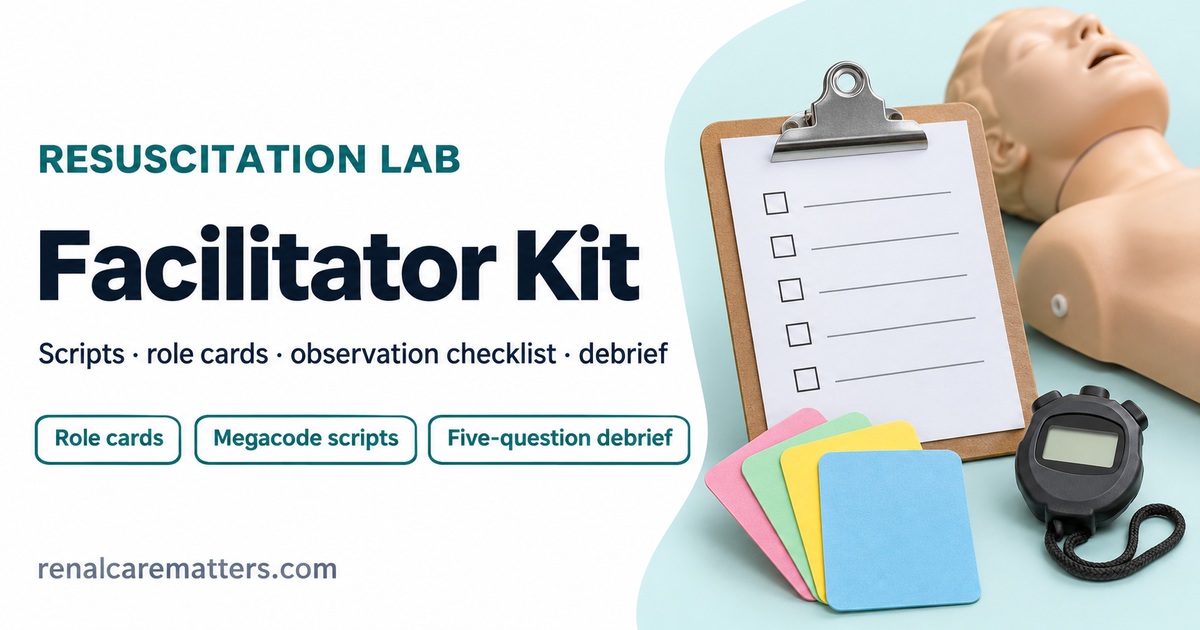 RESUSCITATION LAB
Facilitator Kit
Scripts · role cards · observation checklist · debrief
Role cards
Megacode scripts
Five-question debrief
renalcarematters.com